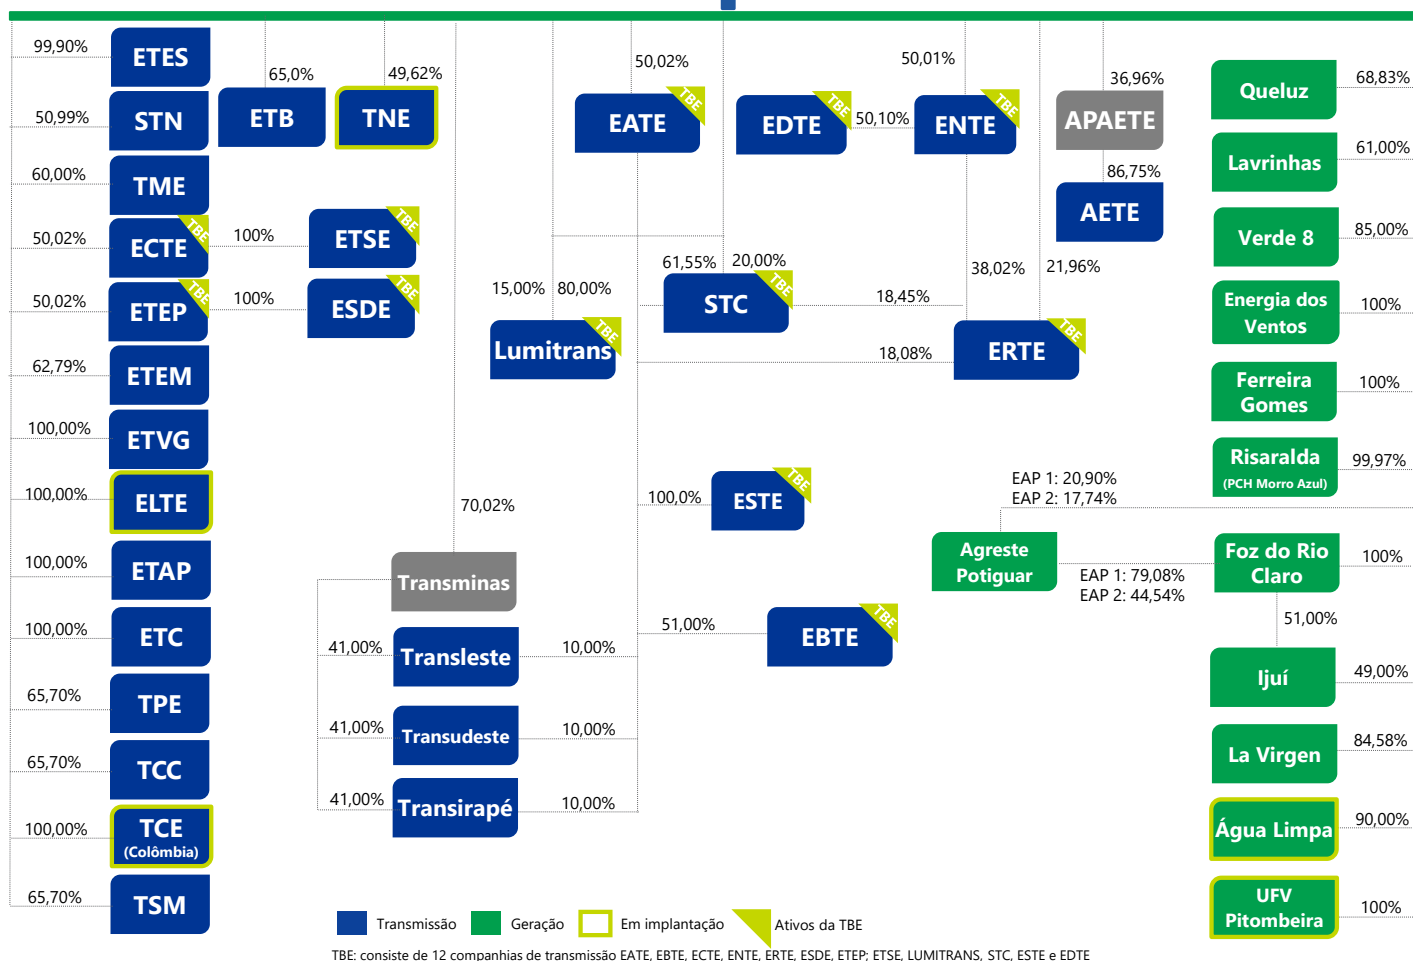 99,90%
ETES
50,99%
STN
60,00%
TME
50,02%
ECTE
TBE
100%
ETSE
TBE
50,02%
ETEP
TBE
100%
ESDE
TBE
62,79%
ETEM
100,00%
ETVG
100,00%
ELTE
100,00%
ETAP
100,00%
ETC
65,70%
TPE
65,70%
TCC
100,00%
TCE
(Colômbia)
65,70%
TSM
65,0%
ETB
49,62%
TNE
50,02%
EATE
TBE
EDTE
TBE
50,10%
50,01%
ENTE
TBE
36,96%
APAETE
86,75%
AETE
61,55%
20,00%
STC
TBE
18,45%
15,00%
80,00%
Lumitrans
TBE
38,02%
21,96%
18,08%
ERTE
TBE
70,02%
Transminas
41,00%
Transleste
10,00%
41,00%
Transudeste
10,00%
41,00%
Transirapé
10,00%
100,0%
ESTE
TBE
51,00%
EBTE
TBE
Queluz
68,83%
Lavrinhas
61,00%
Verde 8
85,00%
Energia dos
Ventos
100%
Ferreira
Gomes
100%
Risaralda
(PCH Morro Azul)
99,97%
EAP 1: 20,90%
EAP 2: 17,74%
Agreste
Potiguar
EAP 1: 79,08%
EAP 2: 44,54%
Foz do Rio
Claro
100%
51,00%
Ijuí
49,00%
La Virgen
84,58%
Água Limpa
90,00%
UFV
Pitombeira
100%
Transmissão
Geração
Em implantação
Ativos da TBE
TBE: consiste de 12 companhias de transmissão EATE, EBTE, ECTE, ENTE, ERTE, ESDE, ETEP; ETSE, LUMITRANS, STC, ESTE e EDTE